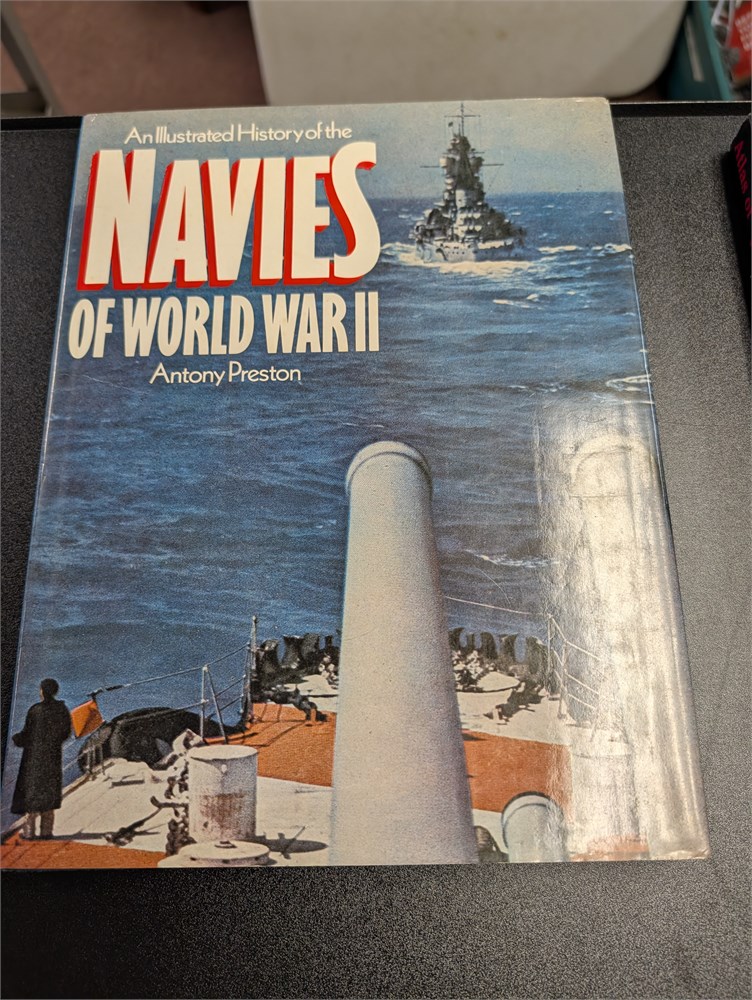 An Illustrated History of the
NAVIES
OF WORLD WAR II
Antony Preston